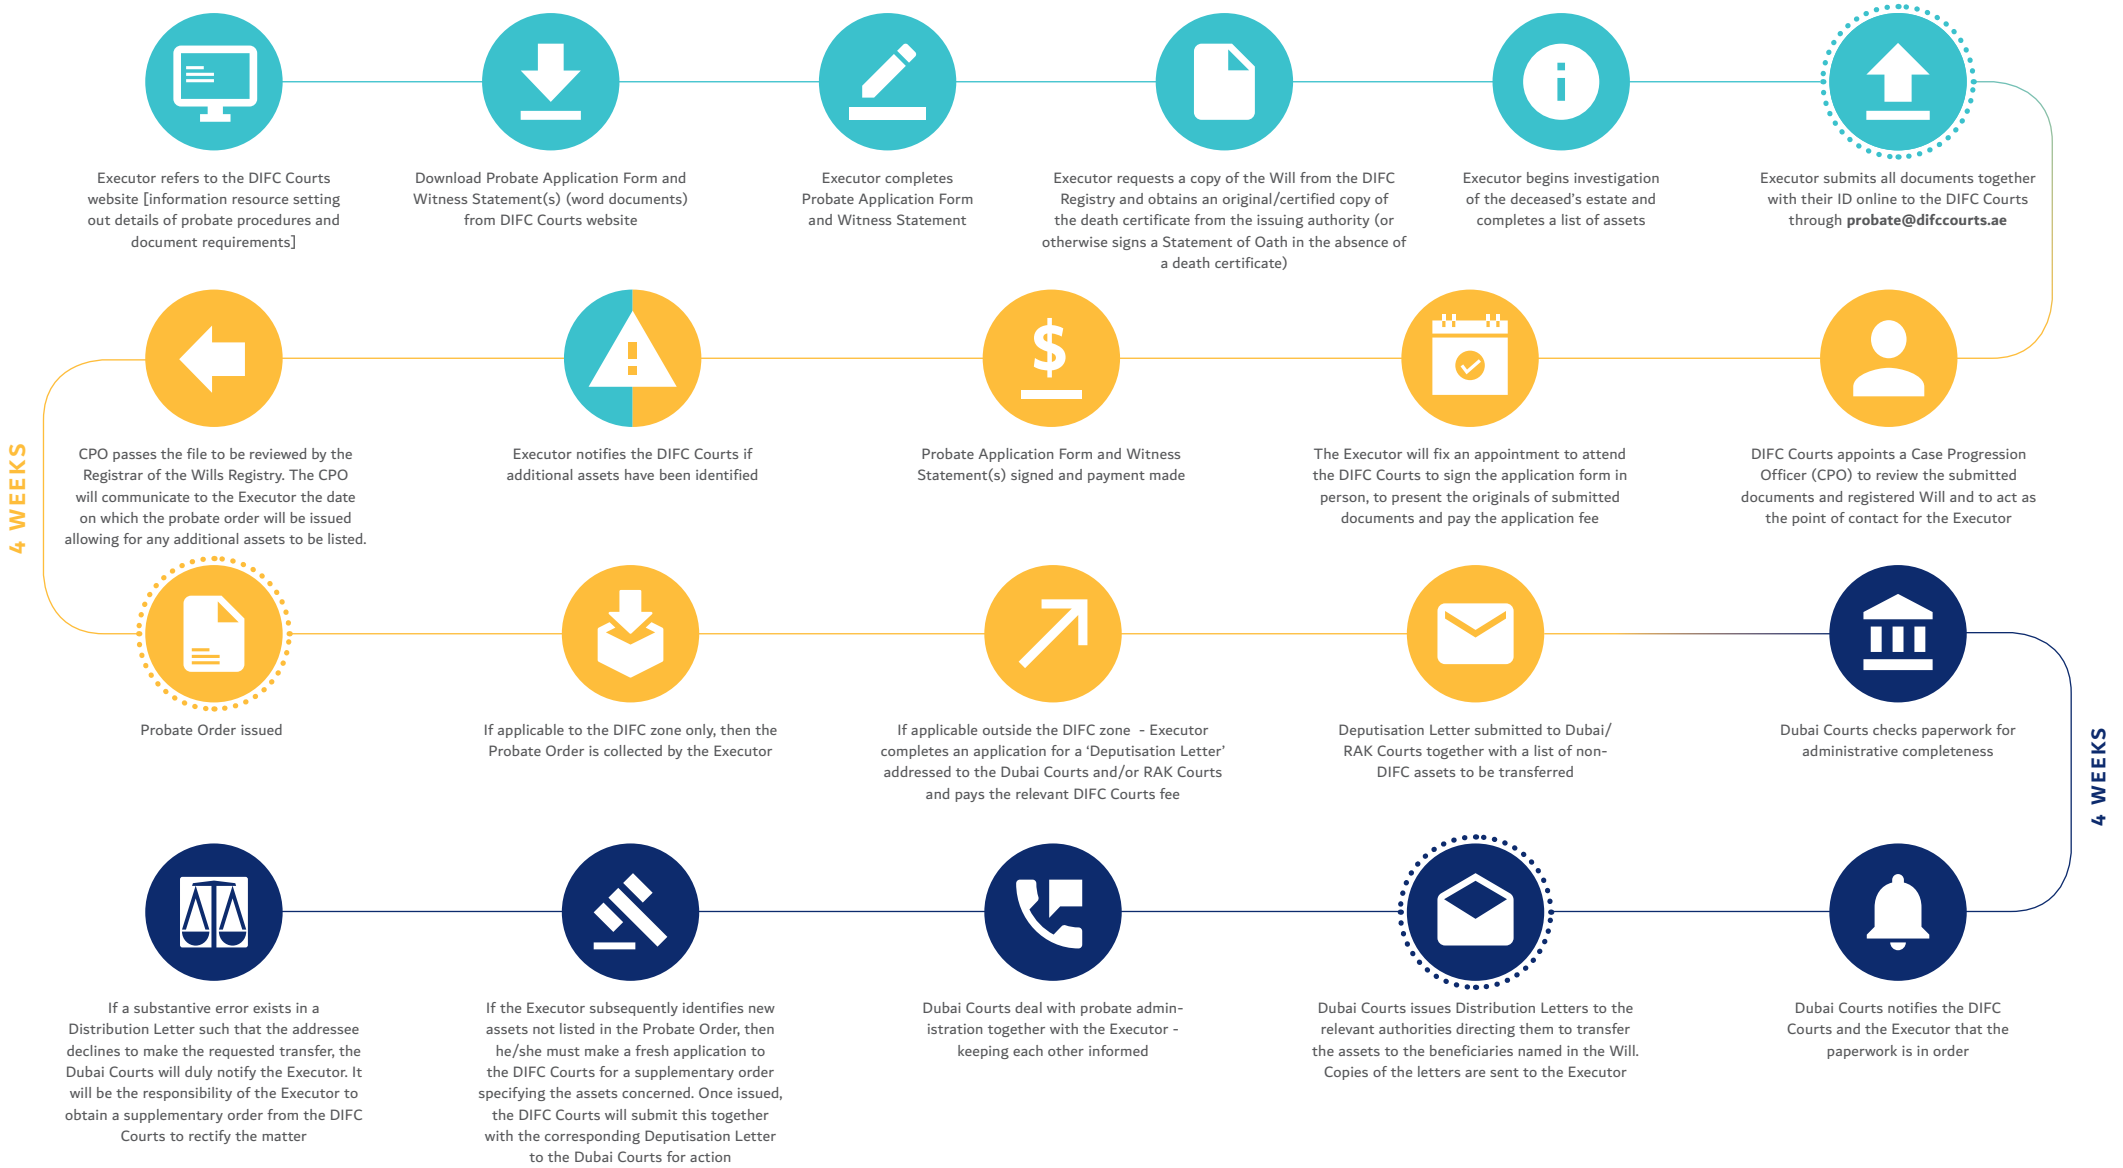 Executor refers to the DIFC Courts
website [information resource setting
out details of probate procedures and
document requirements]
Download Probate Application Form and
Witness Statement(s) (word documents)
from DIFC Courts website
Executor completes
Probate Application Form
and Witness Statement
Executor requests a copy of the Will from the DIFC
Registry and obtains an original/certified copy of
the death certificate from the issuing authority (or
otherwise signs a Statement of Oath in the absence of
a death certificate)
Executor begins investigation
of the deceased's estate and
completes a list of assets
Executor submits all documents together
with their ID online to the DIFC Courts
through probate@difccourts.ae
DIFC Courts appoints a Case Progression
Officer (CPO) to review the submitted
documents and registered Will and to act as
the point of contact for the Executor
The Executor will fix an appointment to attend
the DIFC Courts to sign the application form in
person, to present the originals of submitted
documents and pay the application fee
$
Probate Application Form and Witness
Statement(s) signed and payment made
Executor notifies the DIFC Courts if
additional assets have been identified
CPO passes the file to be reviewed by the
Registrar of the Wills Registry. The CPO
will communicate to the Executor the date
on which the probate order will be issued
allowing for any additional assets to be listed.
4 WEEKS
Probate Order issued
If applicable to the DIFC zone only, then the
Probate Order is collected by the Executor
If applicable outside the DIFC zone  - Executor
completes an application for a ‘Deputisation Letter’
addressed to the Dubai Courts and/or RAK Courts
and pays the relevant DIFC Courts fee
Deputisation Letter submitted to Dubai/
RAK Courts together with a list of non-
DIFC assets to be transferred
Dubai Courts checks paperwork for
administrative completeness
4 WEEKS
Dubai Courts notifies the DIFC
Courts and the Executor that the
paperwork is in order
Dubai Courts issues Distribution Letters to the
relevant authorities directing them to transfer
the assets to the beneficiaries named in the Will.
Copies of the letters are sent to the Executor
Dubai Courts deal with probate admin-
istration together with the Executor -
keeping each other informed
If the Executor subsequently identifies new
assets not listed in the Probate Order, then
he/she must make a fresh application to
the DIFC Courts for a supplementary order
specifying the assets concerned. Once issued,
the DIFC Courts will submit this together
with the corresponding Deputisation Letter
to the Dubai Courts for action
If a substantive error exists in a
Distribution Letter such that the addressee
declines to make the requested transfer, the
Dubai Courts will duly notify the Executor. It
will be the responsibility of the Executor to
obtain a supplementary order from the DIFC
Courts to rectify the matter